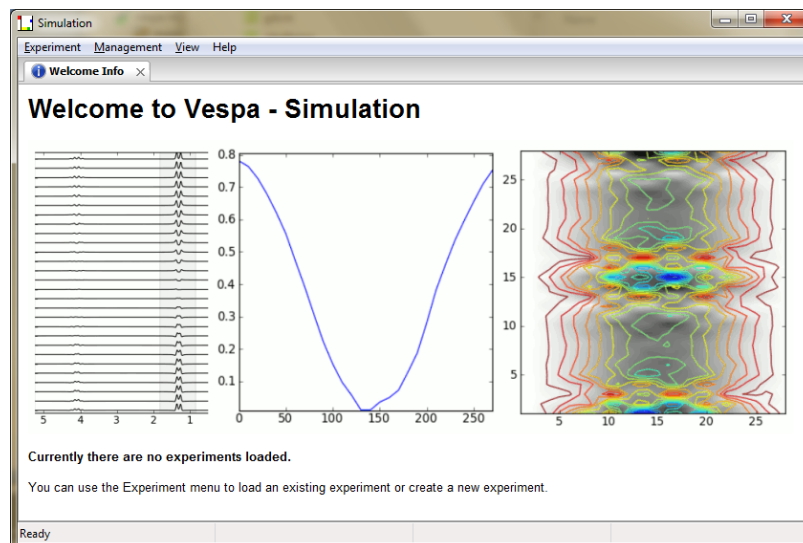 Simulation
Experiment Management View Help
Welcome Info
Welcome to Vespa - Simulation
0.8
0.7
0.6
0.5
0.4
0.3
0.2
0.1
5 4 3 2 1
0 50 100 150 200 250
25
20
15
10
5
5 10 15 20 25
Currently there are no experiments loaded.
You can use the Experiment menu to load an existing experiment or create a new experiment.
Ready